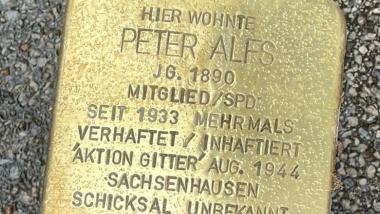 HIER WOHNTE
PETER ALFS
JG. 1890
MITGLIED/SPD
SEIT 1933 MEHRMALS
VERHAFTET / INHAFTIERT
'AKTION GITTER' AUG. 1944
SACHSENHAUSEN
SCHICKSAL UNBEKANNT